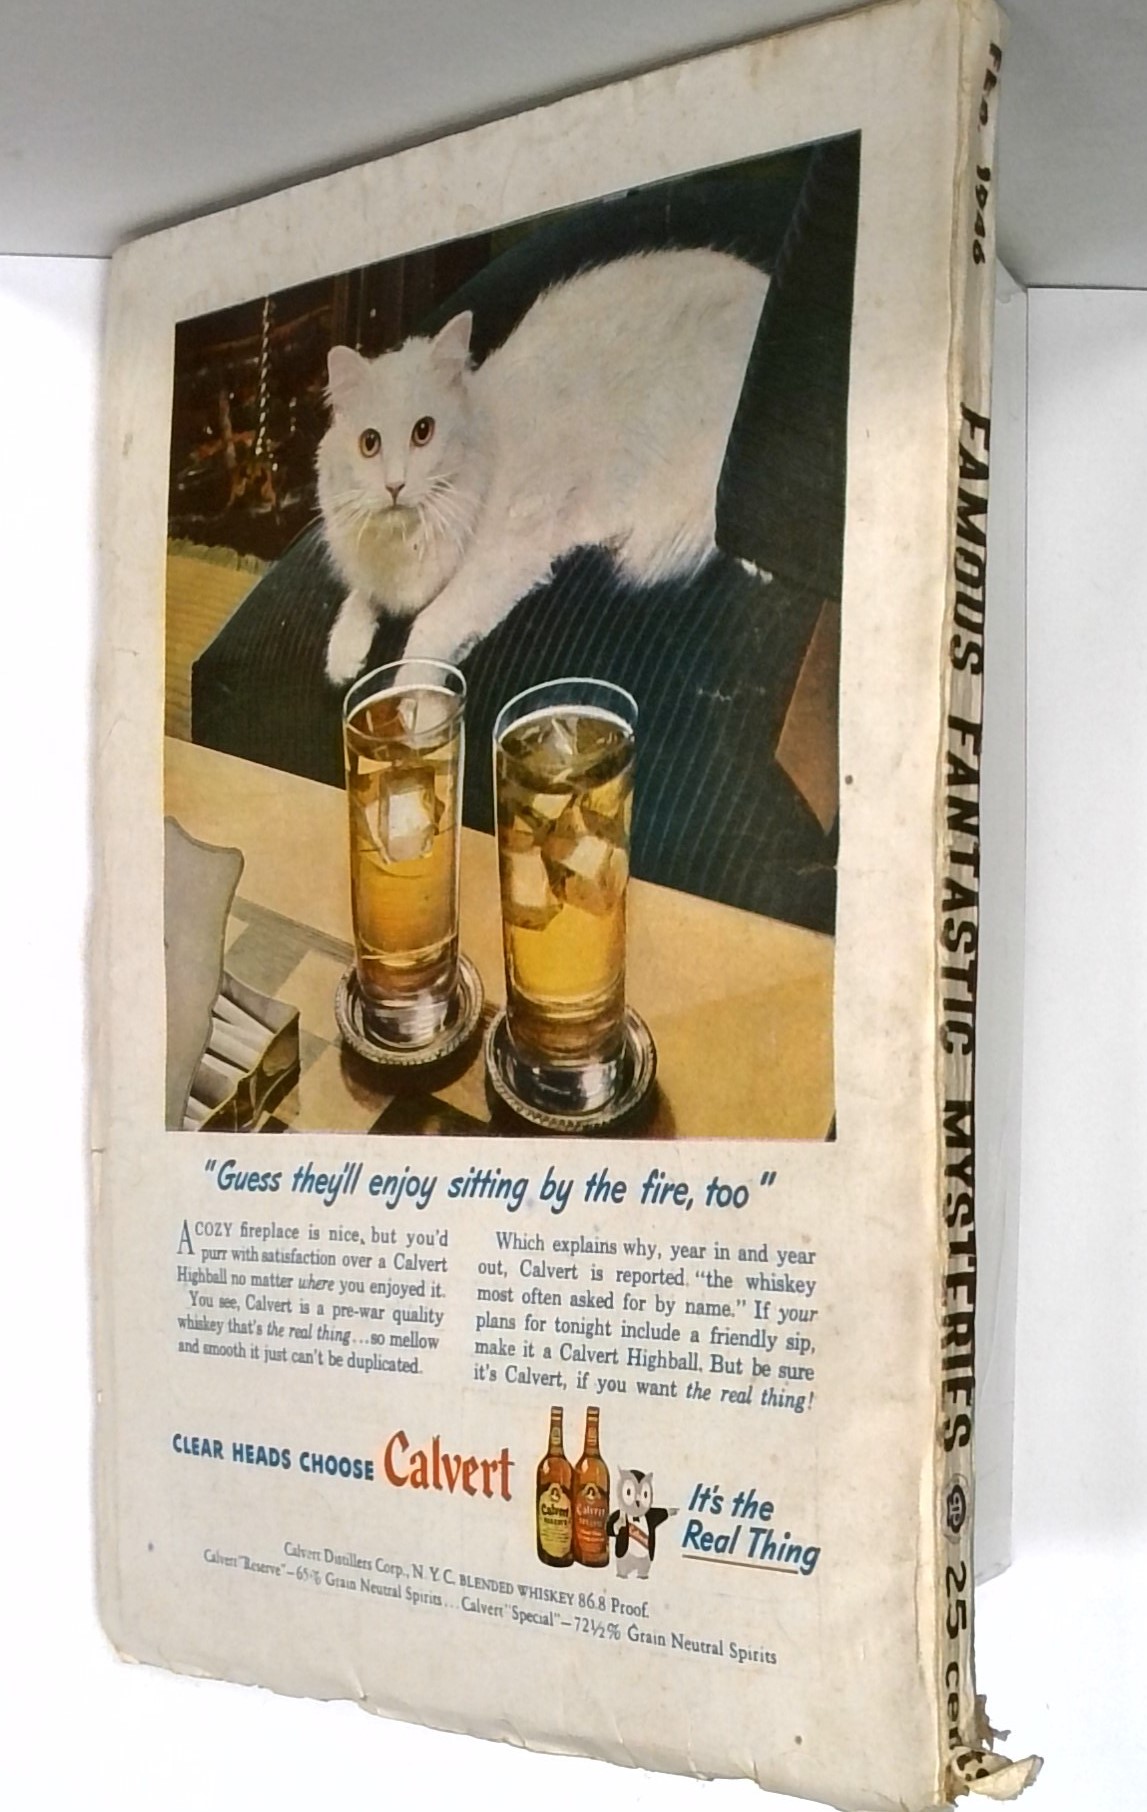 "Guess they'll enjoy sitting by the fire, too"
A COZY fireplace is nice, but you'd
purr with satisfaction over a Calvert
Highball no matter where you enjoyed it.
You see, Calvert is a pre-war quality
whiskey that's the real thing...so mellow
and smooth it just can't be duplicated.
Which explains why, year in and year
out, Calvert is reported "the whiskey
most often asked for by name." If your
plans for tonight include a friendly sip,
make it a Calvert Highball. But be sure
it's Calvert, if you want the real thing!
CLEAR HEADS CHOOSE Calvert
Calvert
Calvert
It's the
Real Thing
Calvert Distillers Corp., N. Y. C. BLENDED WHISKEY 86.8 Proof.
Calvert "Reserve"—65% Grain Neutral Spirits...Calvert "Special"—72½% Grain Neutral Spirits
Feb. 1946 FAMOUS FANTASTIC MYSTERIES 25 cents